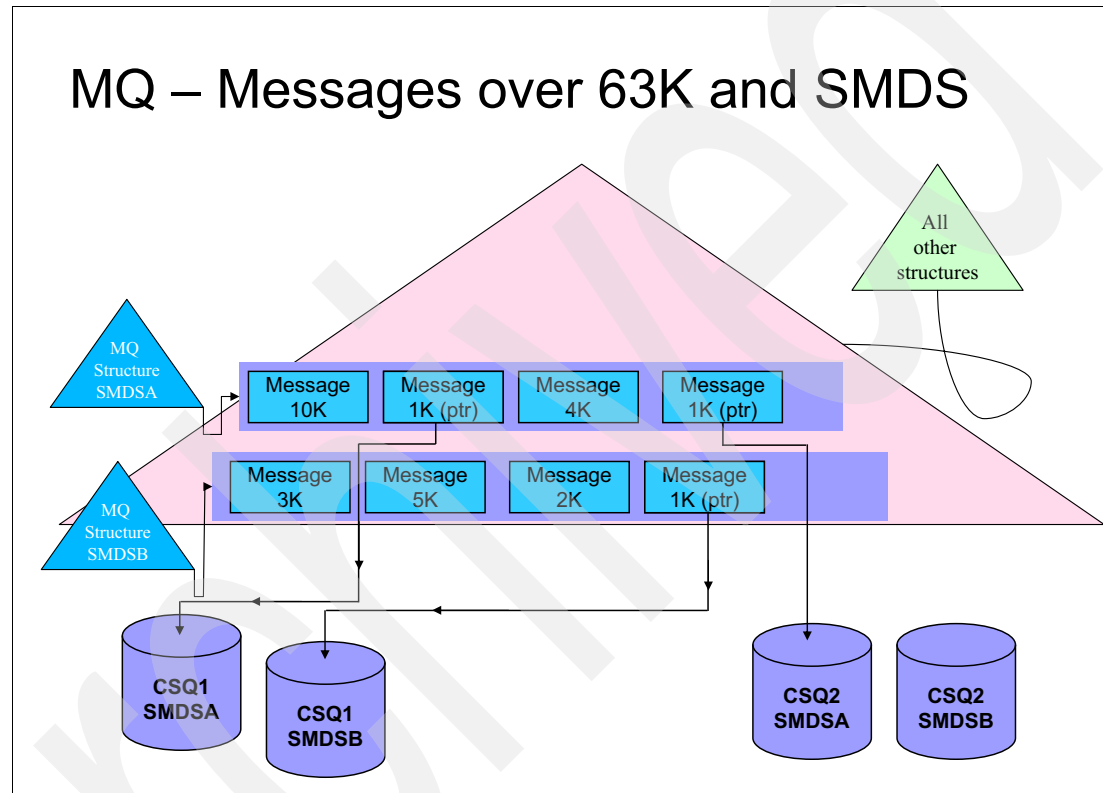 MQ – Messages over 63K and SMDS
All
other
structures
MQ
Structure
SMDSA
Message
10K
Message
1K (ptr)
Message
4K
Message
1K (ptr)
MQ
Structure
SMDSB
Message
3K
Message
5K
Message
2K
Message
1K (ptr)
CSQ1
SMDSA
CSQ1
SMDSB
CSQ2
SMDSA
CSQ2
SMDSB